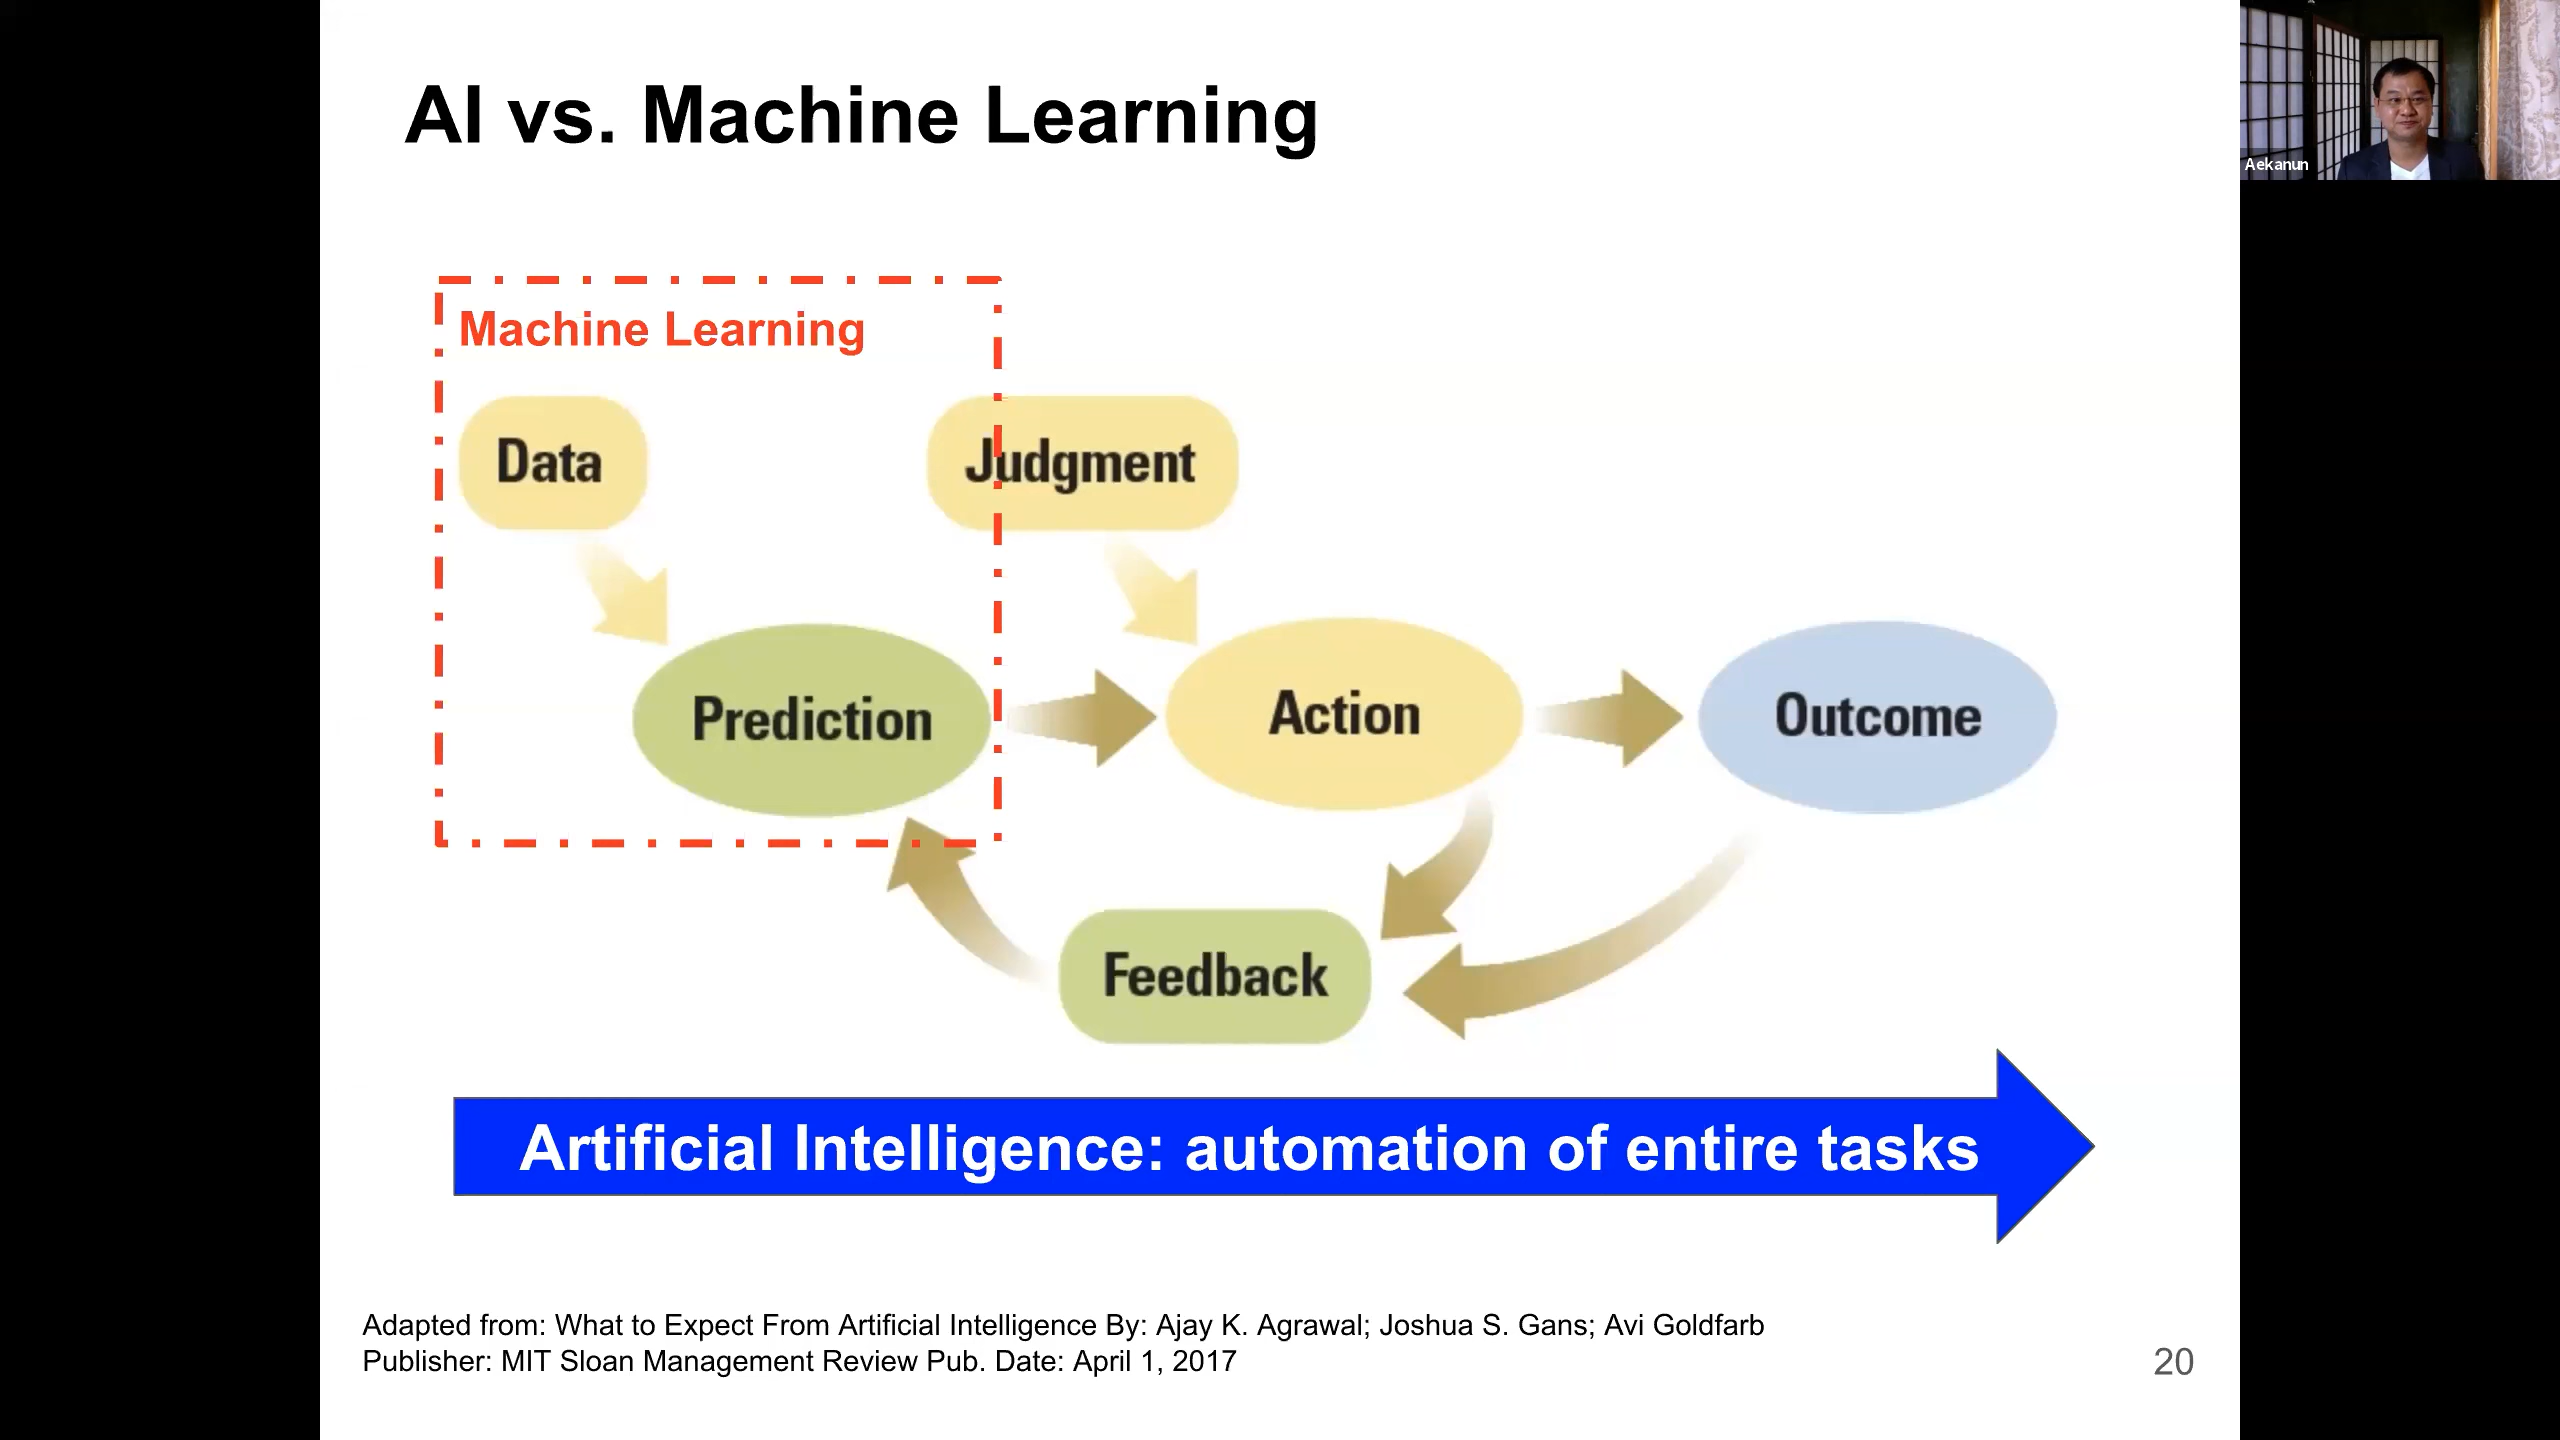 AI vs. Machine Learning
Aekanun
Machine Learning
Data
Judgment
Prediction
Action
Outcome
Feedback
Artificial Intelligence: automation of entire tasks
Adapted from: What to Expect From Artificial Intelligence By: Ajay K. Agrawal; Joshua S. Gans; Avi Goldfarb
Publisher: MIT Sloan Management Review Pub. Date: April 1, 2017
20